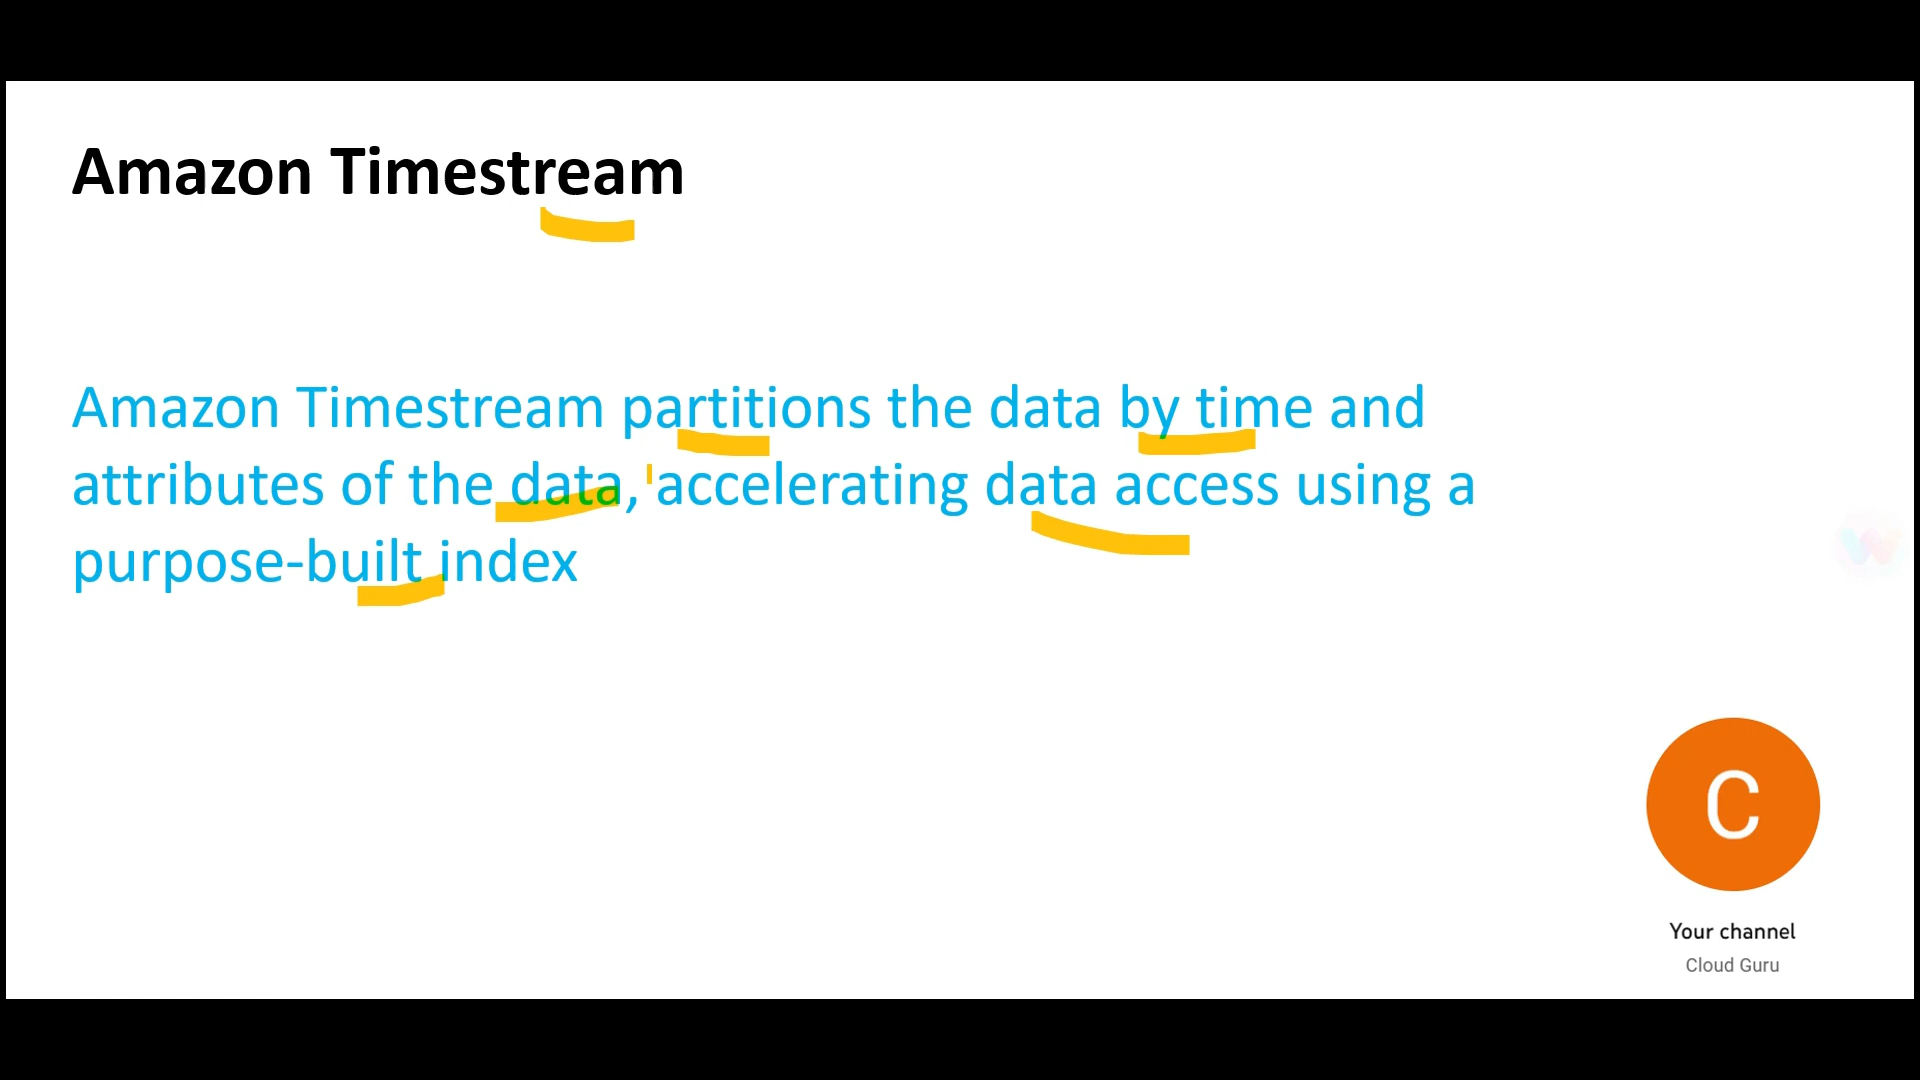 Amazon Timestream
Amazon Timestream partitions the data by time and
attributes of the data, accelerating data access using a
purpose-built index
C
Your channel
Cloud Guru